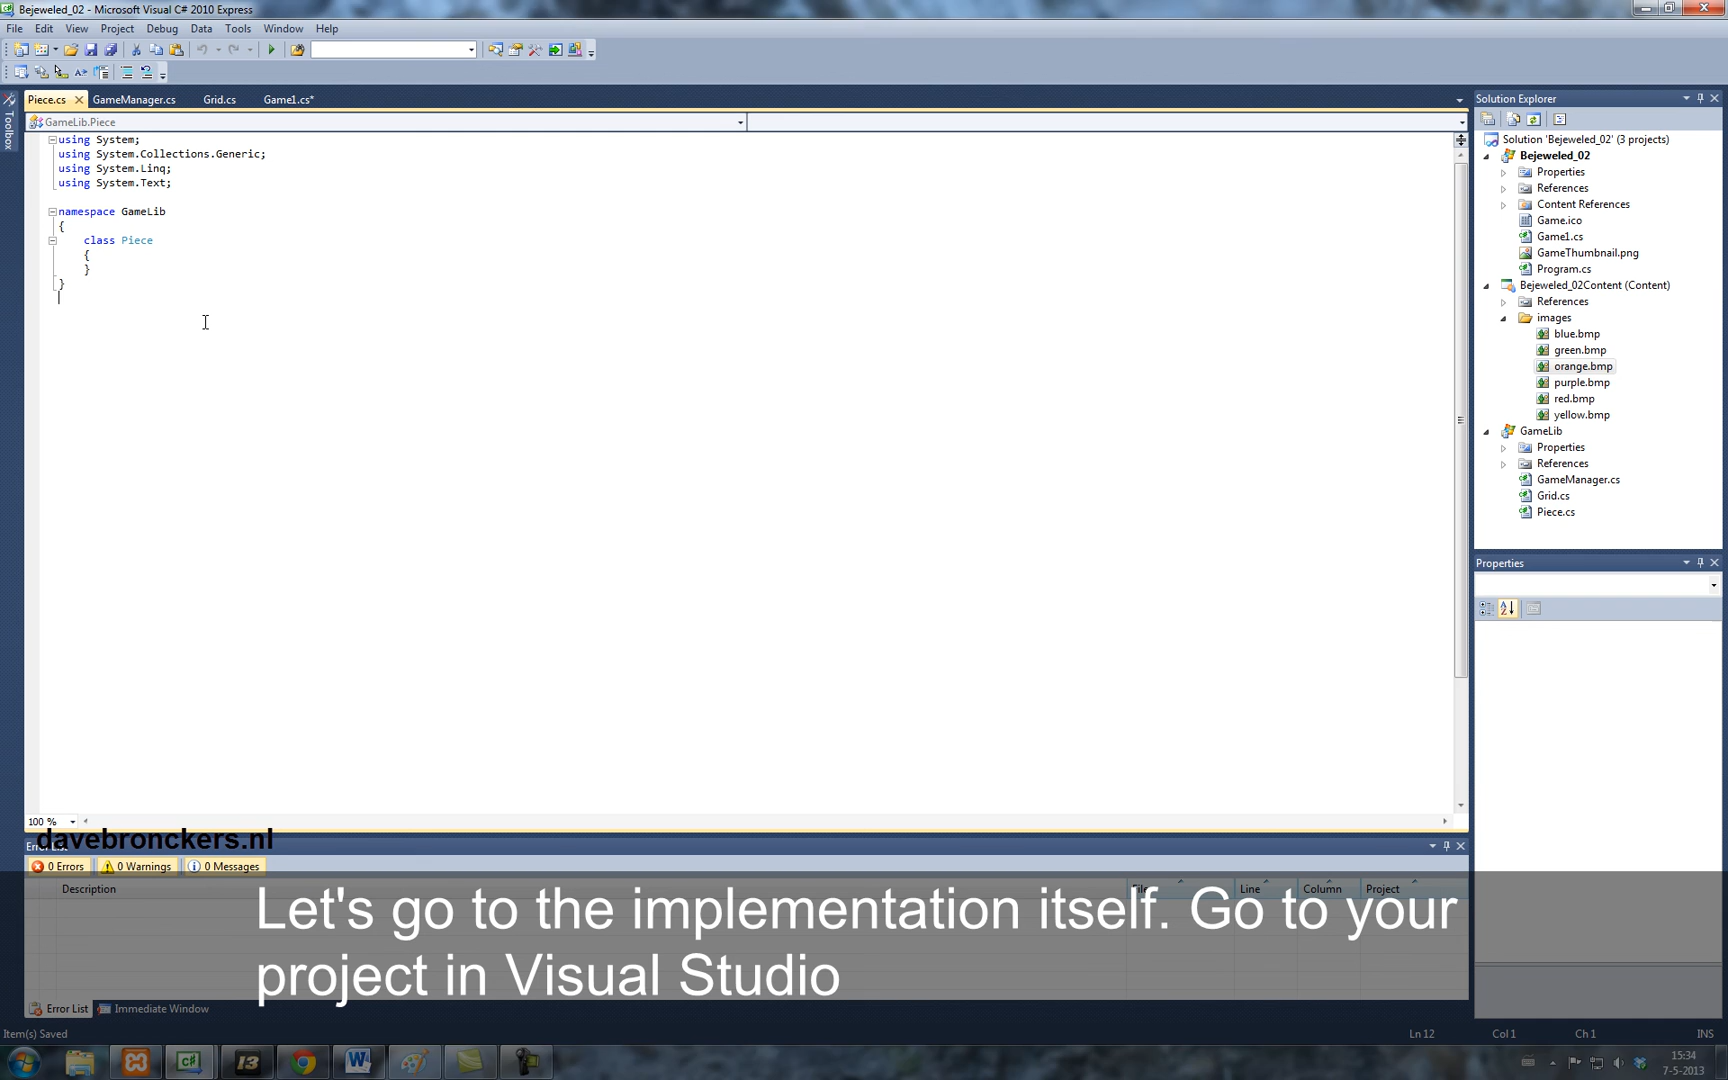 Bejeweled_02 - Microsoft Visual C# 2010 Express
File Edit View Project Debug Data Tools Window Help
Piece.cs GameManager.cs Grid.cs Game1.cs*
GameLib.Piece
Toolbox
using System;
using System.Collections.Generic;
using System.Linq;
using System.Text;
namespace GameLib
{
class Piece
{
}
}
100 %
Solution Explorer
Solution 'Bejeweled_02' (3 projects)
Bejeweled_02
Properties
References
Content References
Game.ico
Game1.cs
GameThumbnail.png
Program.cs
Bejeweled_02Content (Content)
References
images
blue.bmp
green.bmp
orange.bmp
purple.bmp
red.bmp
yellow.bmp
GameLib
Properties
References
GameManager.cs
Grid.cs
Piece.cs
Properties
davebronckers.nl
0 Errors 0 Warnings 0 Messages
Description Line Column Project
Let's go to the implementation itself. Go to your
project in Visual Studio
Error List Immediate Window
Item(s) Saved Ln 12 Col 1 Ch 1 INS
15:34
7-5-2013